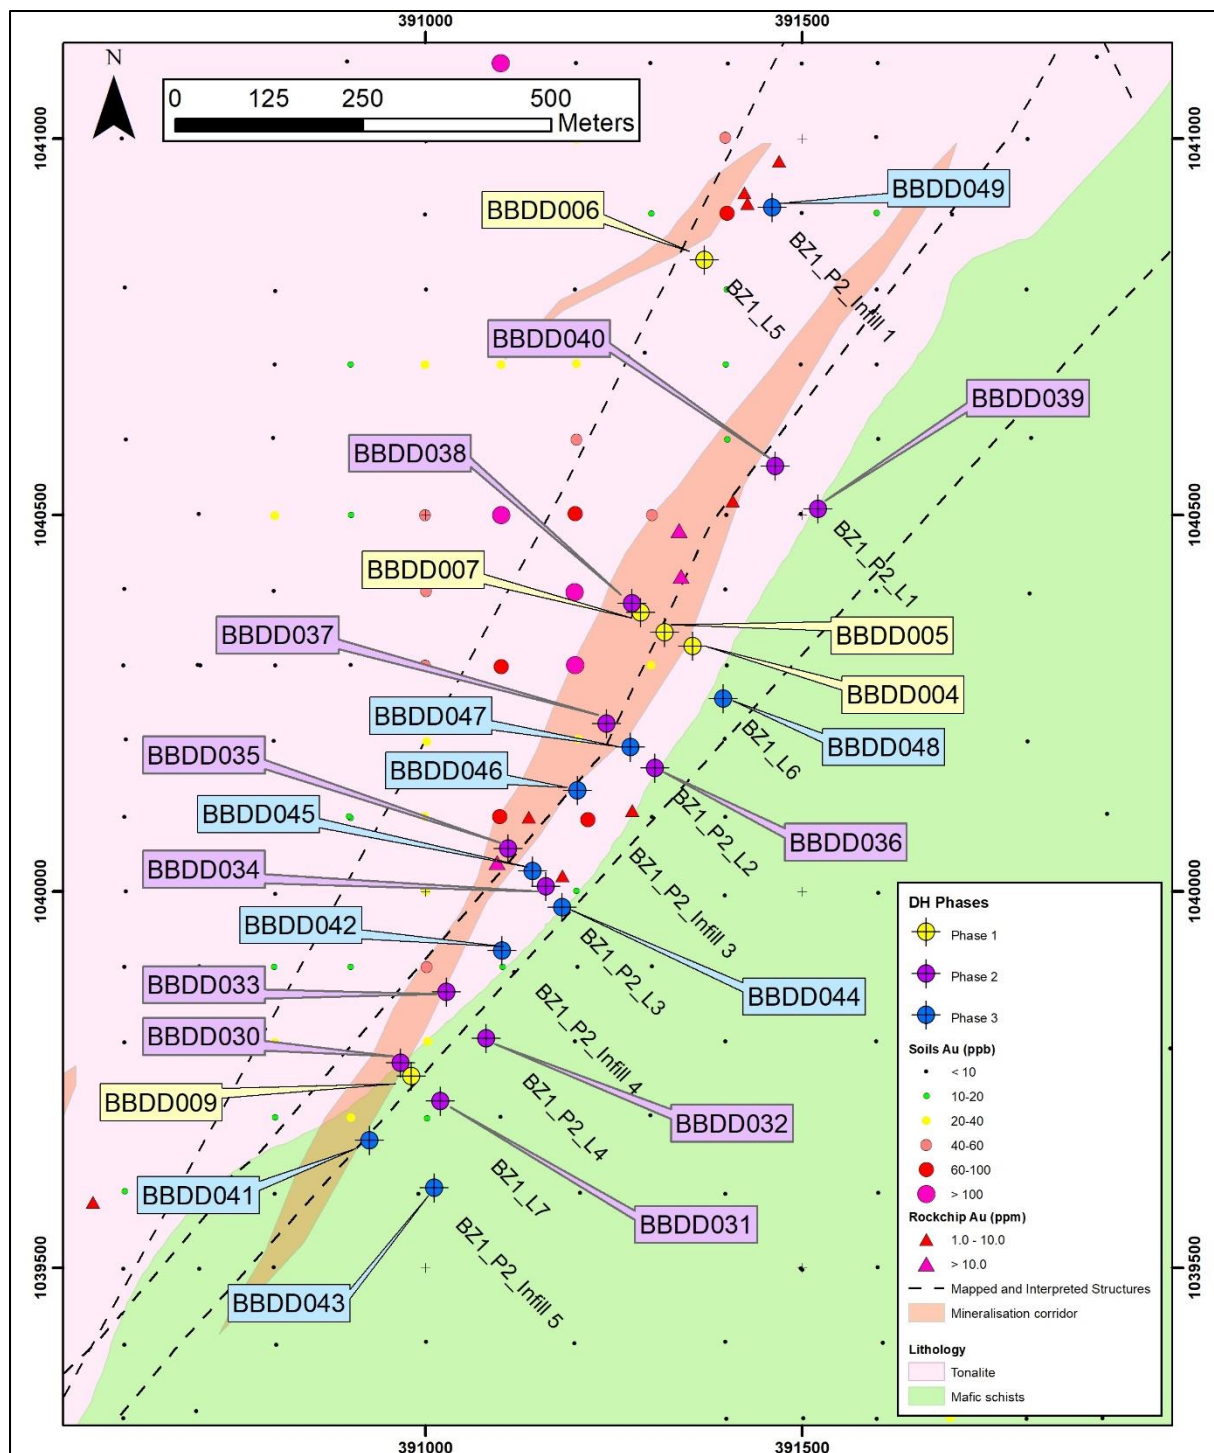 391000
391500
N
0
125
250
500
Meters
1041000
1041000
BBDD049
BBDD006
BZ1_P2_Infill 1
BZ1_L5
BBDD040
BBDD039
BBDD038
1040500
1040500
BZ1_P2_L1
BBDD007
BBDD005
BBDD037
BBDD004
BBDD047
BZ1_L6
BBDD048
BBDD035
BBDD046
BZ1_P2_L2
BBDD036
BBDD045
BZ1_P2_Infill 3
BBDD034
1040000
1040000
BBDD042
BZ1_P2_L3
BBDD044
BBDD033
BZ1_P2_Infill 4
BBDD030
BBDD009
BZ1_P2_L4
BBDD032
BBDD041
BZ1_L7
BBDD031
BZ1_P2_Infill 5
BBDD043
1039500
1039500
DH Phases
Phase 1
Phase 2
Phase 3
Soils Au (ppb)
< 10
10-20
20-40
40-60
60-100
> 100
Rockchip Au (ppm)
1.0 - 10.0
> 10.0
Mapped and Interpreted Structures
Mineralisation corridor
Lithology
Tonalite
Mafic schists
391000
391500